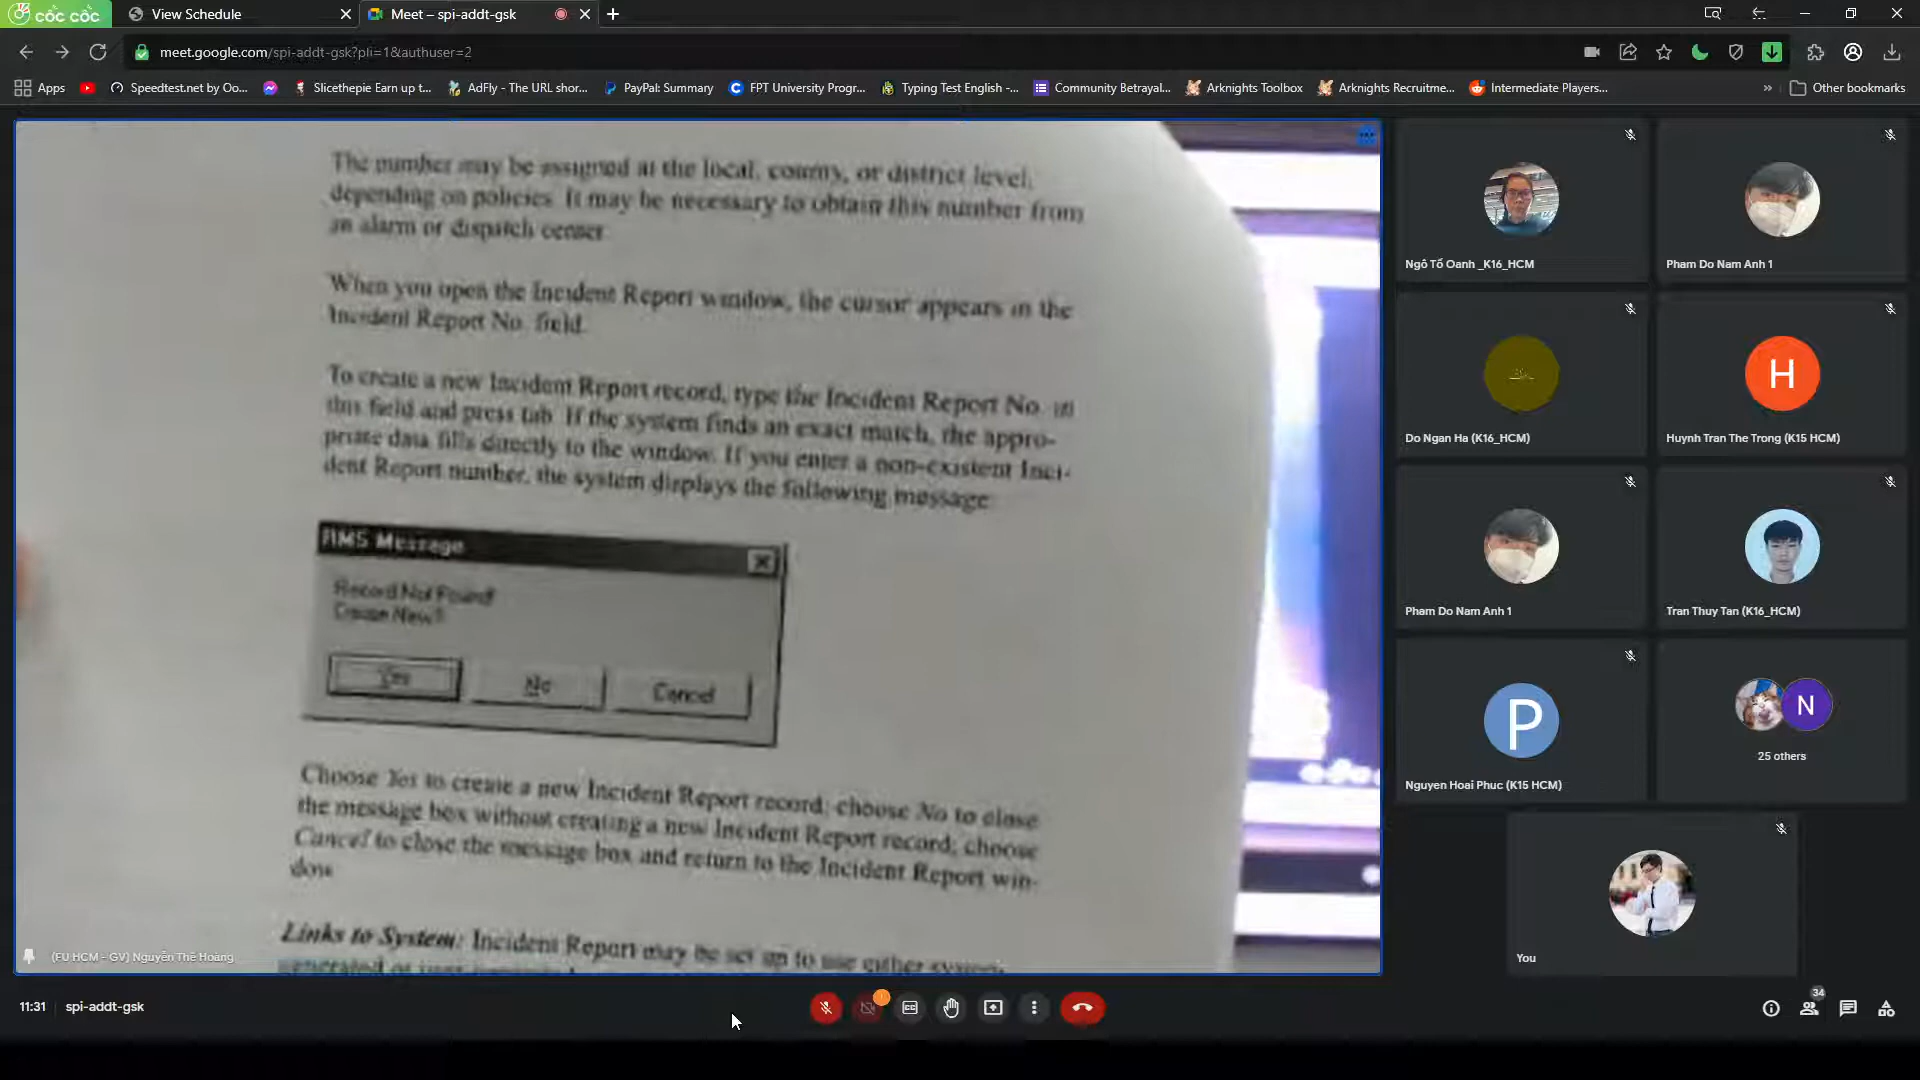 cốc cốc
View Schedule
Meet – spi-addt-gsk
meet.google.com/spi-addt-gsk?pli=1&authuser=2
Apps
Speedtest.net by Oo...
Slicethepie Earn up t...
AdFly - The URL shor...
PayPal: Summary
FPT University Progr...
Typing Test English -...
Community Betrayal...
Arknights Toolbox
Arknights Recruitme...
Intermediate Players...
»
Other bookmarks
The number may be assigned at the local, county, or district level,
depending on policies. It may be necessary to obtain this number from
an alarm or dispatch center.
When you open the Incident Report window, the cursor appears in the
Incident Report No. field.
To create a new Incident Report record, type the Incident Report No. in
this field and press tab. If the system finds an exact match, the appro-
priate data fills directly to the window. If you enter a non-existent Inci-
dent Report number, the system displays the following message:
Message
Record Not Found
Create New?
Yes
No
Cancel
Choose Yes to create a new Incident Report record; choose No to close
the message box without creating a new Incident Report record; choose
Cancel to close the message box and return to the Incident Report win-
dow.
Links to System: Incident Report may be set up to use either system-
(FU HCM - GV) Nguyễn Thế Hoàng
Ngô Tố Oanh _K16_HCM
Pham Do Nam Anh 1
Do Ngan Ha (K16_HCM)
H
Huynh Tran The Trong (K15 HCM)
Pham Do Nam Anh 1
Tran Thuy Tan (K16_HCM)
P
Nguyen Hoai Phuc (K15 HCM)
N
25 others
You
11:31
spi-addt-gsk
34